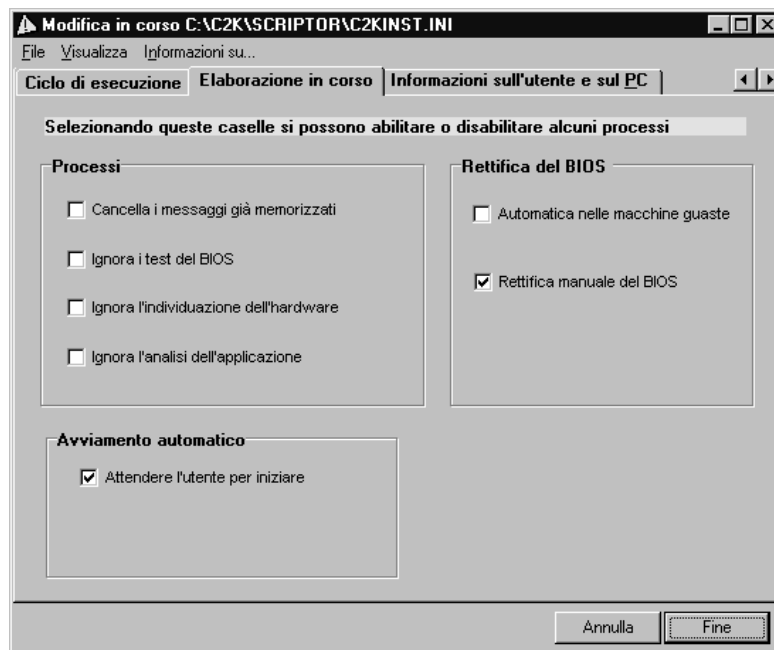 Modifica in corso C:\C2K\SCRIPTOR\C2KINST.INI
File Visualizza Informazioni su...
Ciclo di esecuzione Elaborazione in corso Informazioni sull'utente e sul PC
Selezionando queste caselle si possono abilitare o disabilitare alcuni processi
Processi
Cancella i messaggi già memorizzati
Ignora i test del BIOS
Ignora l'individuazione dell'hardware
Ignora l'analisi dell'applicazione
Rettifica del BIOS
Automatica nelle macchine guaste
Rettifica manuale del BIOS
Avviamento automatico
Attendere l'utente per iniziare
Annulla Fine